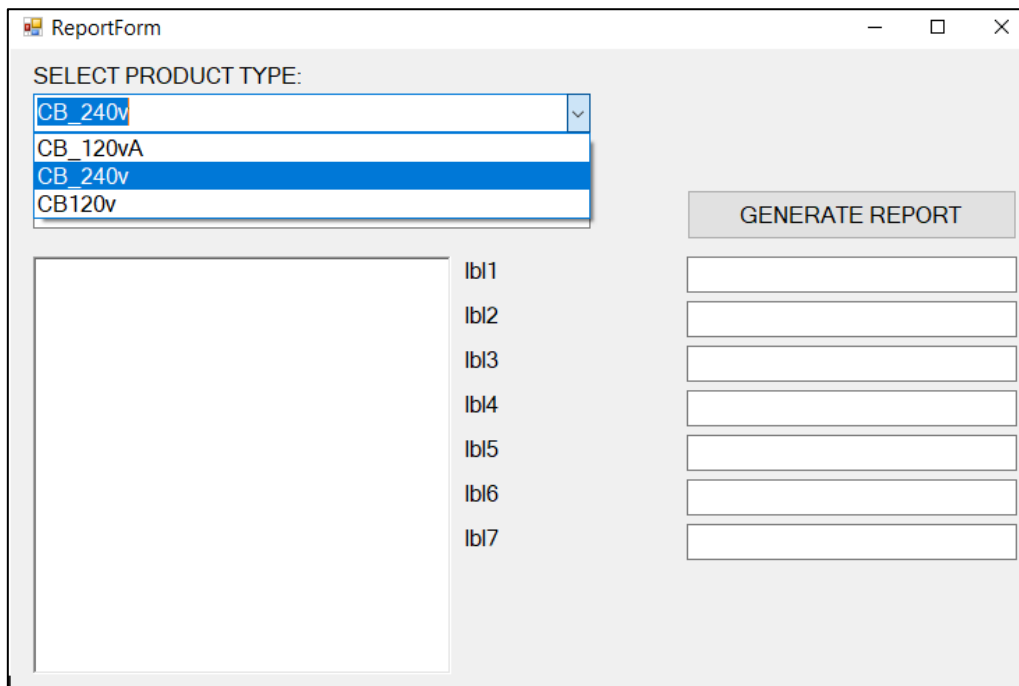 ReportForm
SELECT PRODUCT TYPE:
CB_240v
CB_120vA
CB_240v
CB120v
GENERATE REPORT
lbl1
lbl2
lbl3
lbl4
lbl5
lbl6
lbl7